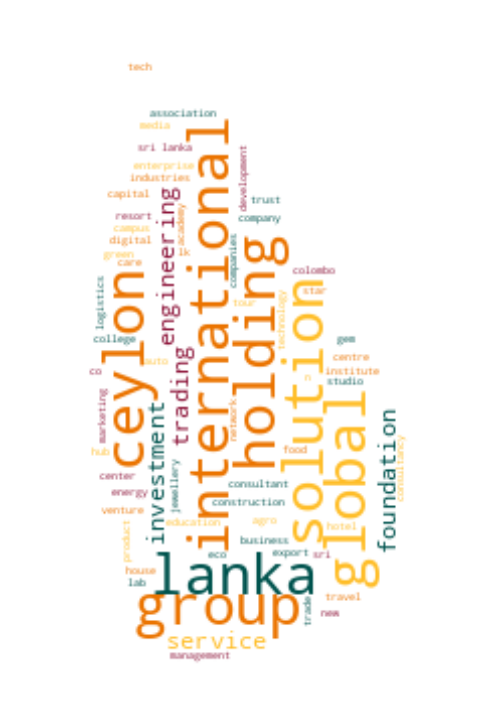 tech
association
media
international
sri lanka
development
enterprise
industries
capital
engineering
trust
resort
academy
company
campus
digital
holding
companies
green
lk
care
ceylon
colombo
logistics
solution
star
technology
tour
college
gem
trading
auto
centre
co
institute
n
studio
marketing
global
network
investment
foundation
hub
food
consultancy
jewellery
center
consultant
energy
construction
venture
product
education
agro
hotel
business
lanka
eco
export
sri
house
lab
group
trade
travel
new
service
management